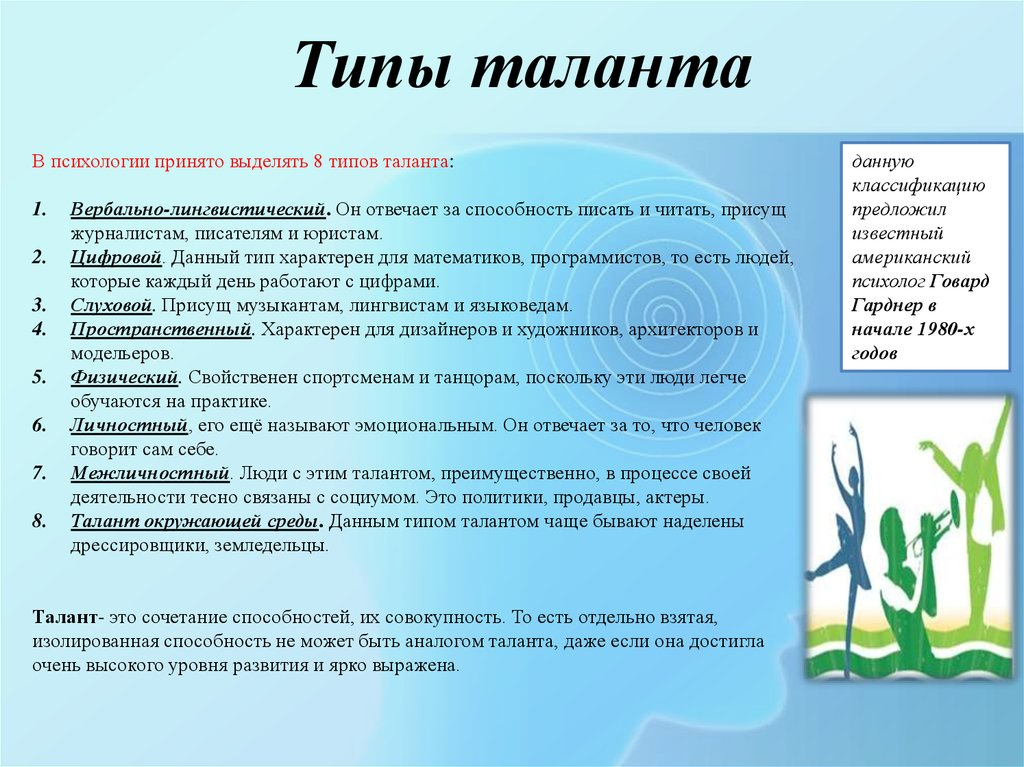 Типы таланта
В психологии принято выделять 8 типов таланта:
1. Вербально-лингвистический. Он отвечает за способность писать и читать, присущ
журналистам, писателям и юристам.
2. Цифровой. Данный тип характерен для математиков, программистов, то есть людей,
которые каждый день работают с цифрами.
3. Слуховой. Присущ музыкантам, лингвистам и языковедам.
4. Пространственный. Характерен для дизайнеров и художников, архитекторов и
модельеров.
5. Физический. Свойственен спортсменам и танцорам, поскольку эти люди легче
обучаются на практике.
6. Личностный, его ещё называют эмоциональным. Он отвечает за то, что человек
говорит сам себе.
7. Межличностный. Люди с этим талантом, преимущественно, в процессе своей
деятельности тесно связаны с социумом. Это политики, продавцы, актеры.
8. Талант окружающей среды. Данным типом талантом чаще бывают наделены
дрессировщики, земледельцы.
Талант- это сочетание способностей, их совокупность. То есть отдельно взятая,
изолированная способность не может быть аналогом таланта, даже если она достигла
очень высокого уровня развития и ярко выражена.
данную
классификацию
предложил
известный
американский
психолог Говард
Гарднер в
начале 1980-х
годов